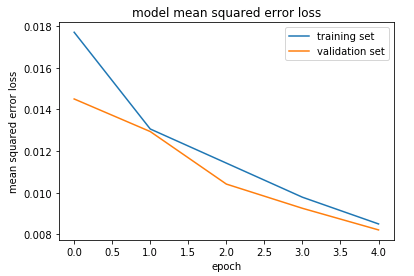 model mean squared error loss
training set
validation set
mean squared error loss
0.018
0.016
0.014
0.012
0.010
0.008
0.0 0.5 1.0 1.5 2.0 2.5 3.0 3.5 4.0
epoch